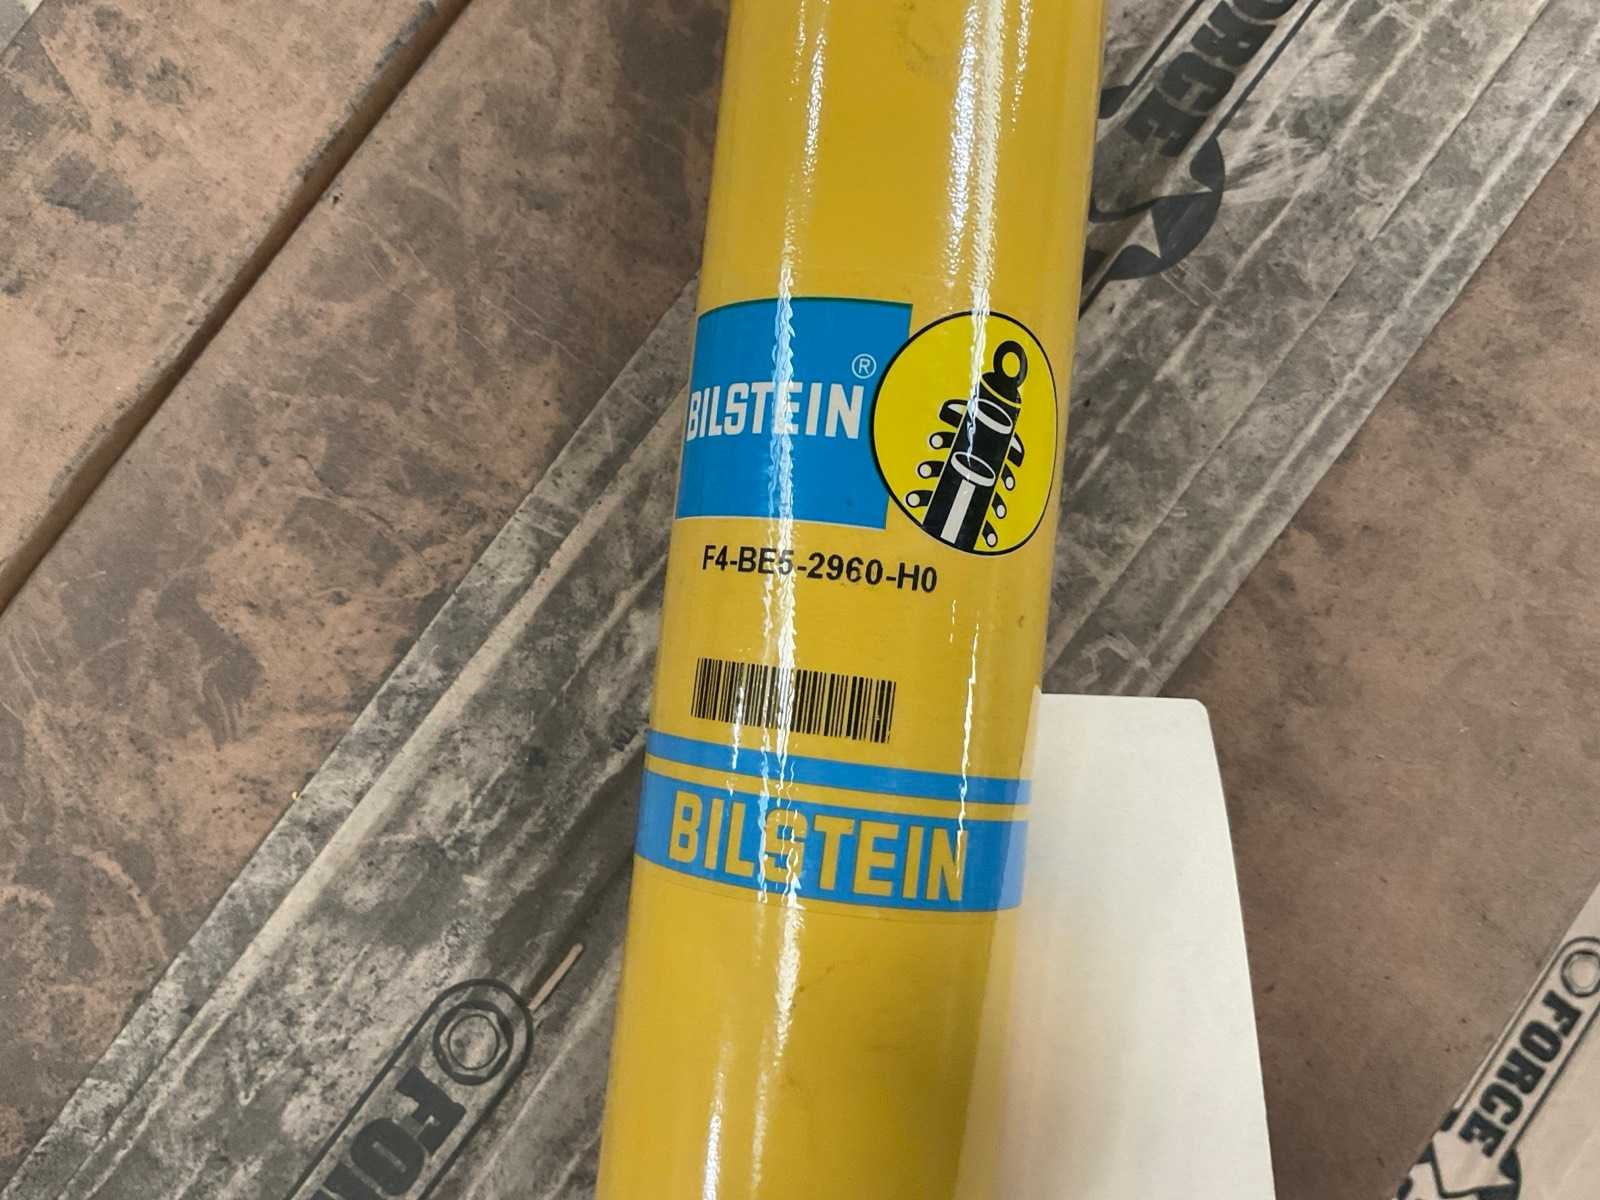 FORCE
BILSTEIN®
F4-BE5-2960-H0
BILSTEIN
FORCE
FORCE